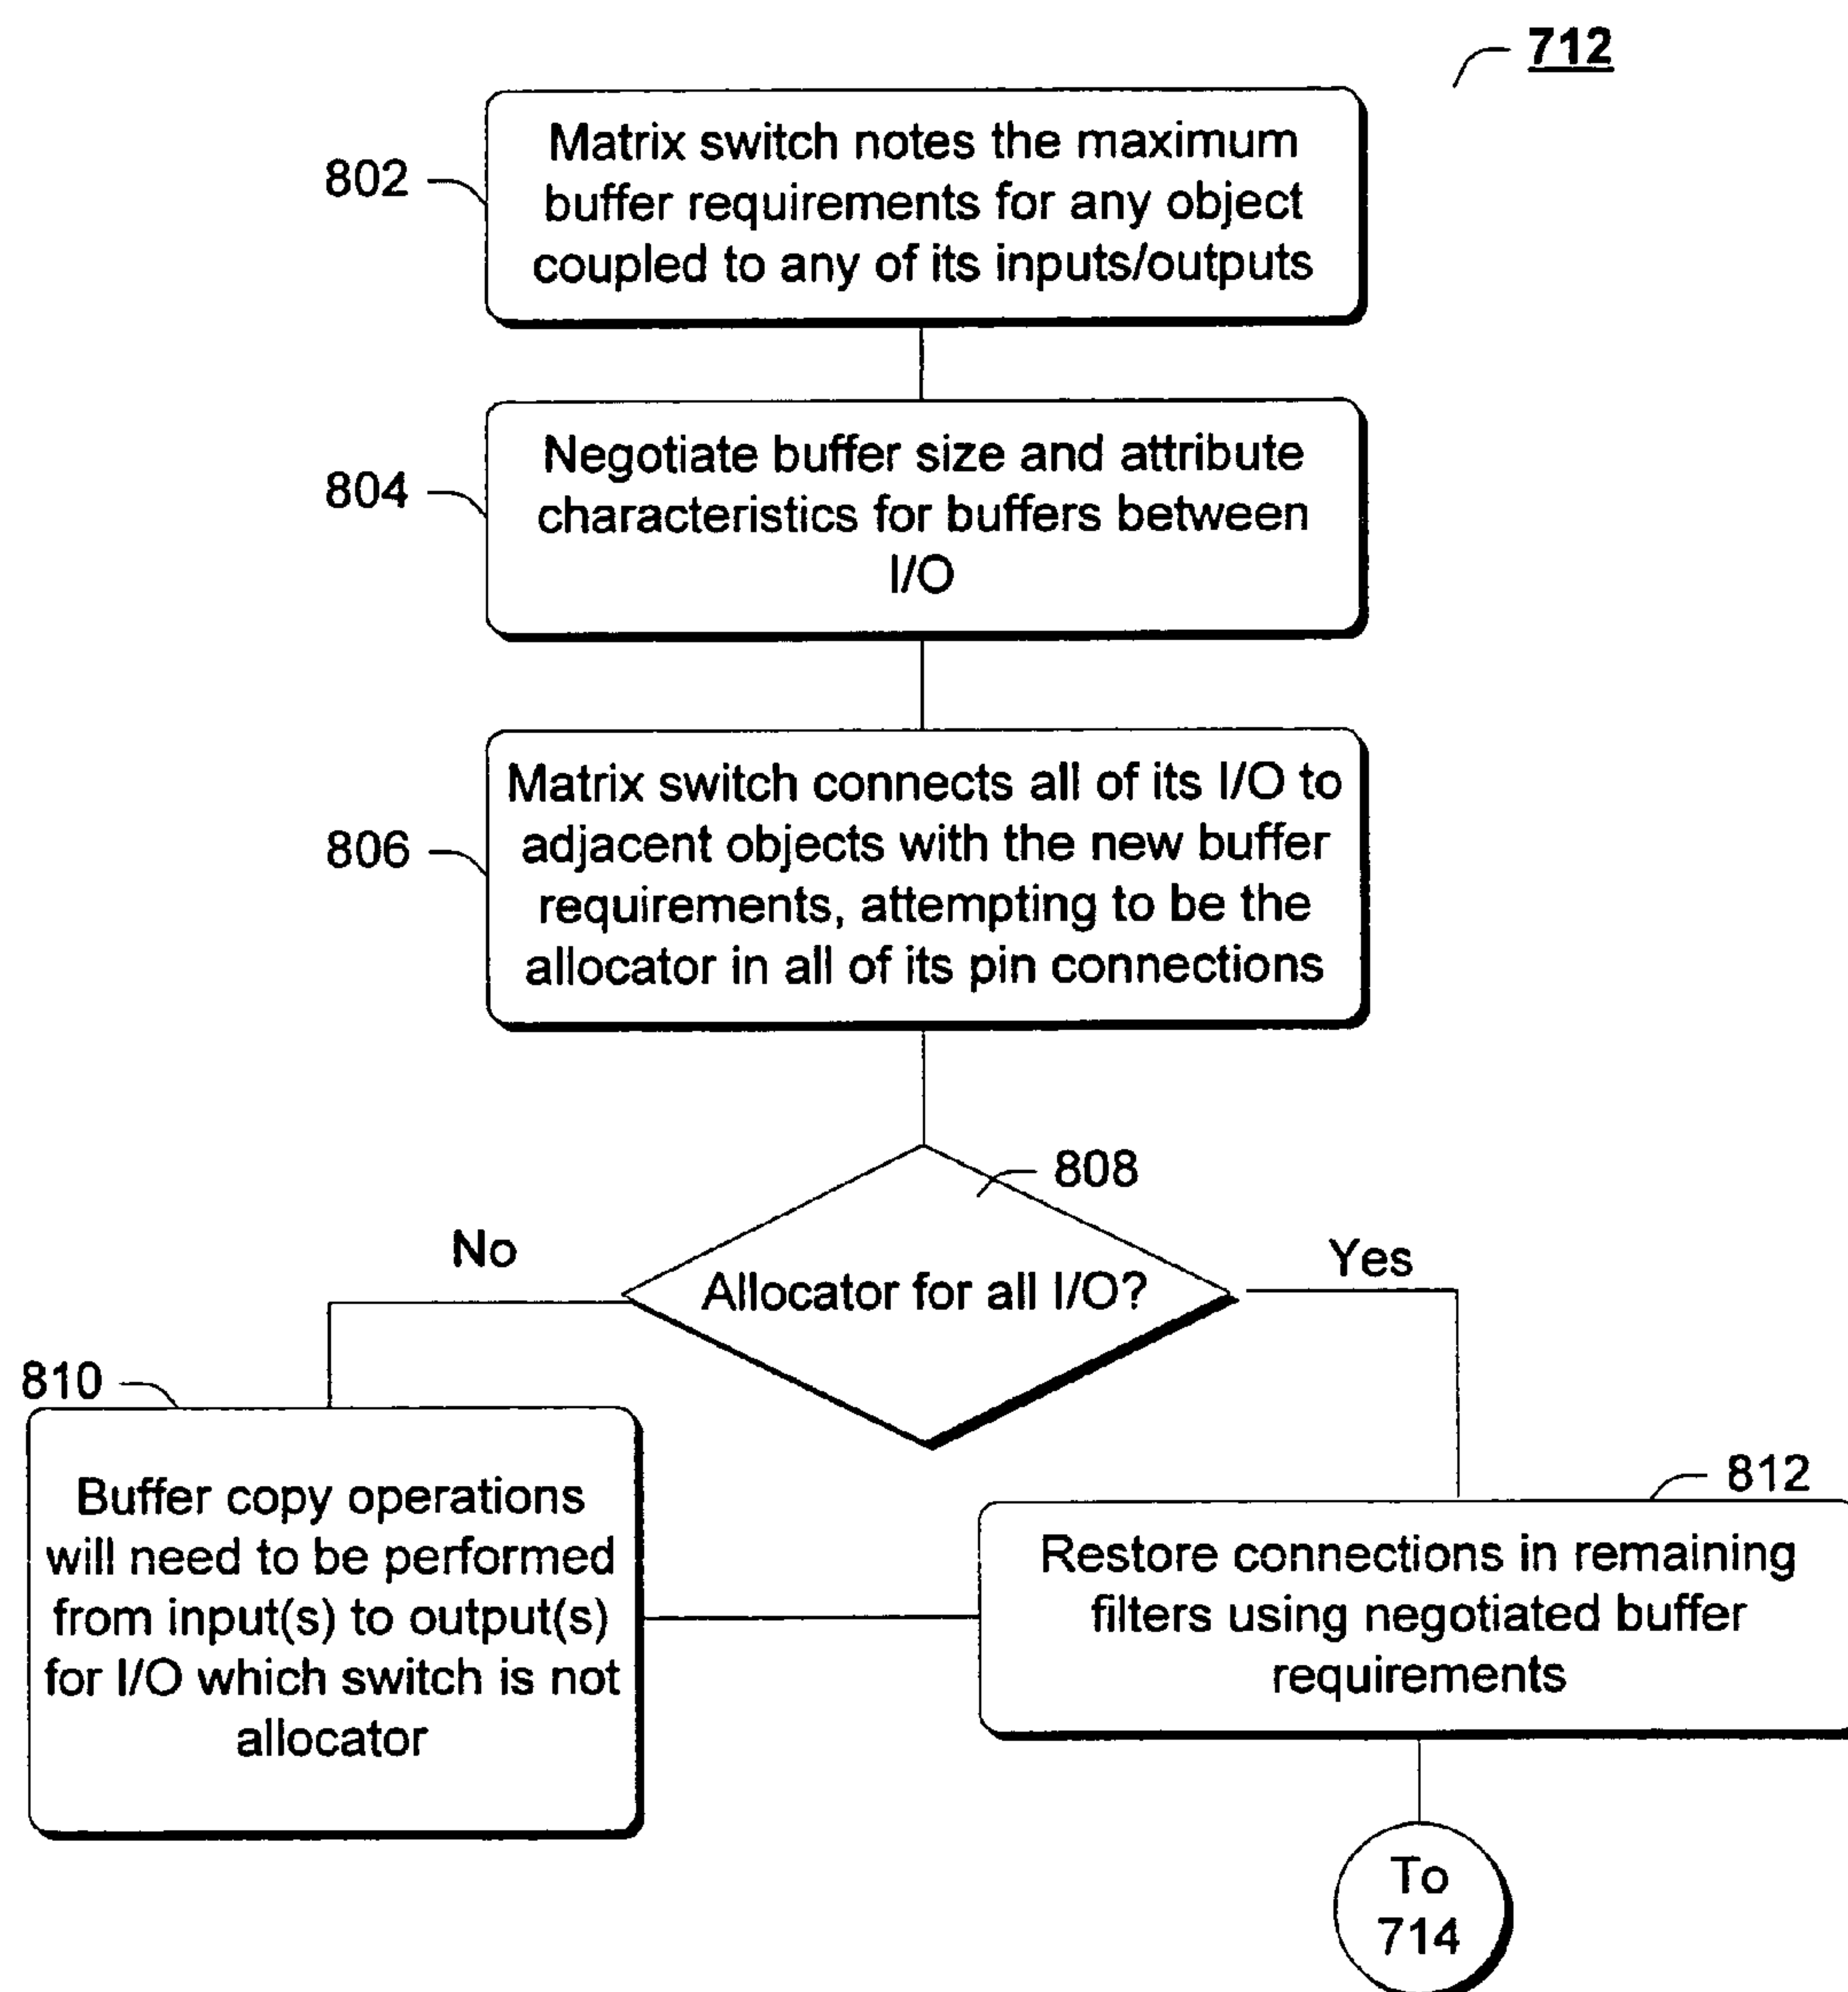 712
802
Matrix switch notes the maximum
buffer requirements for any object
coupled to any of its inputs/outputs
804
Negotiate buffer size and attribute
characteristics for buffers between
I/O
806
Matrix switch connects all of its I/O to
adjacent objects with the new buffer
requirements, attempting to be the
allocator in all of its pin connections
808
No
Yes
Allocator for all I/O?
810
Buffer copy operations
will need to be performed
from input(s) to output(s)
for I/O which switch is not
allocator
812
Restore connections in remaining
filters using negotiated buffer
requirements
To
714